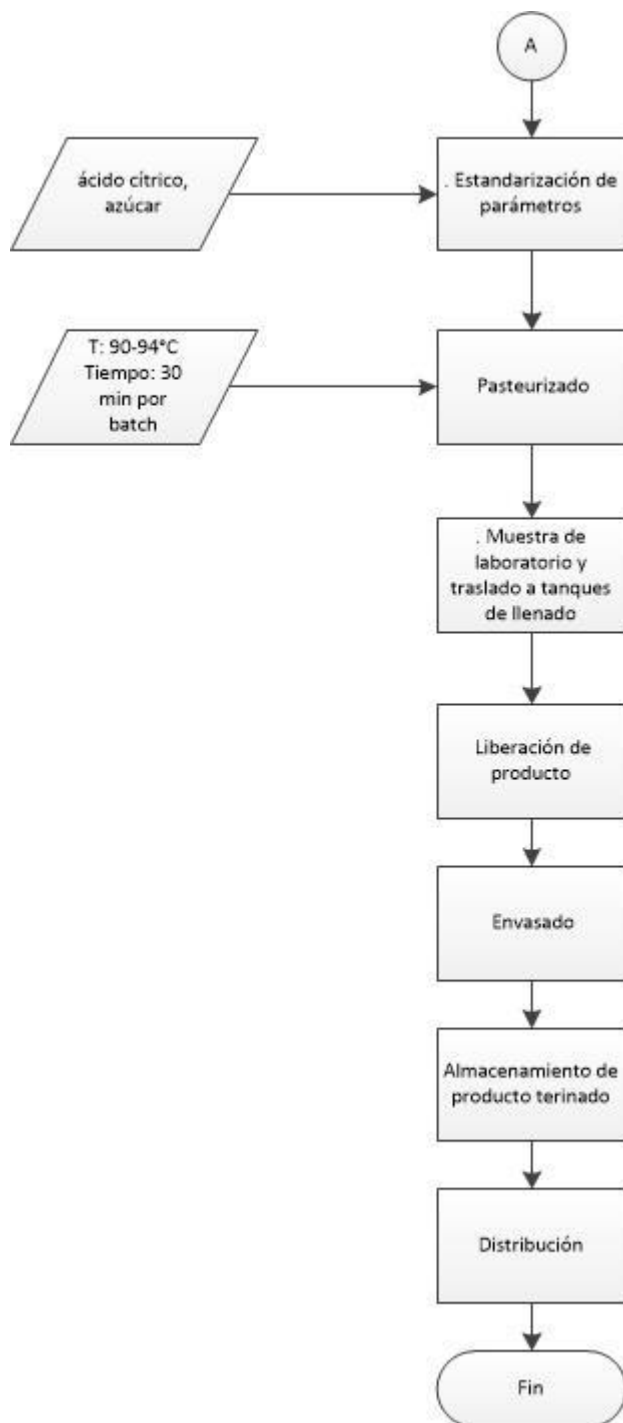 A
ácido cítrico,
azúcar
. Estandarización de
parámetros
T: 90-94°C
Tiempo: 30
min por
batch
Pasteurizado
. Muestra de
laboratorio y
traslado a tanques
de llenado
Liberación de
producto
Envasado
Almacenamiento de
producto terinado
Distribución
Fin